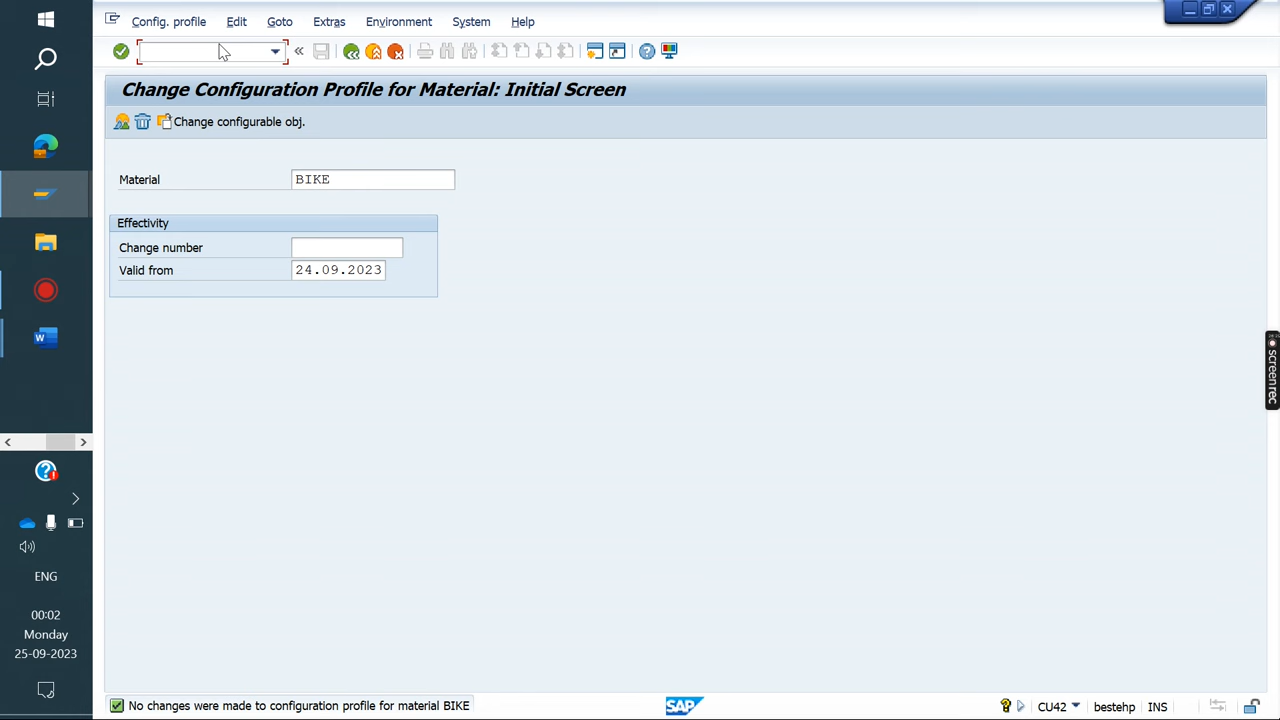 Config. profile Edit Goto Extras Environment System Help
Change Configuration Profile for Material: Initial Screen
Change configurable obj.
Material BIKE
Effectivity
Change number
Valid from 24.09.2023
screenrec
W
ENG
00:02
Monday
25-09-2023
No changes were made to configuration profile for material BIKE
SAP
CU42 bestehp INS